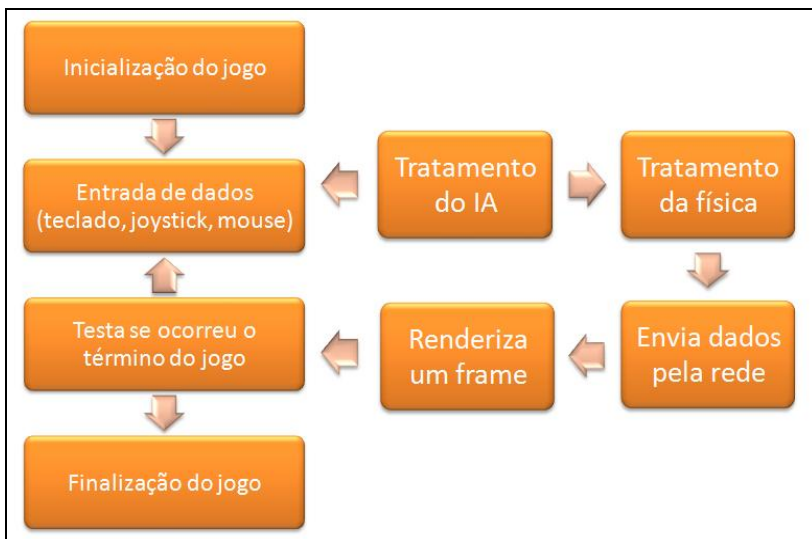 Inicialização do jogo
Entrada de dados
(teclado, joystick, mouse)
Tratamento
do IA
Tratamento
da física
Testa se ocorreu o
término do jogo
Renderiza
um frame
Envia dados
pela rede
Finalização do jogo